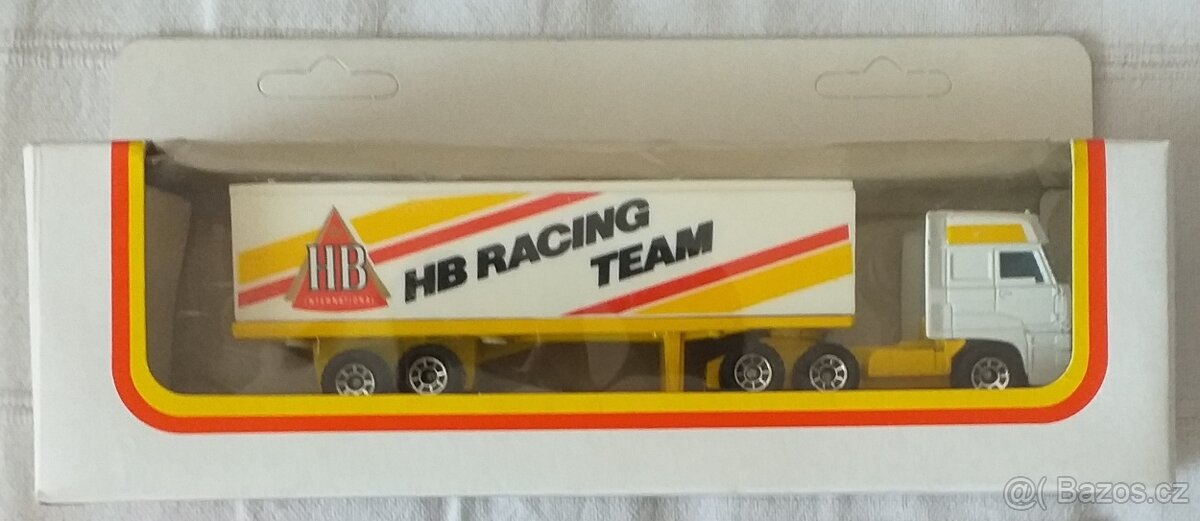 HB
INTERNATIONAL
HB RACING
TEAM
@( Bazos.cz